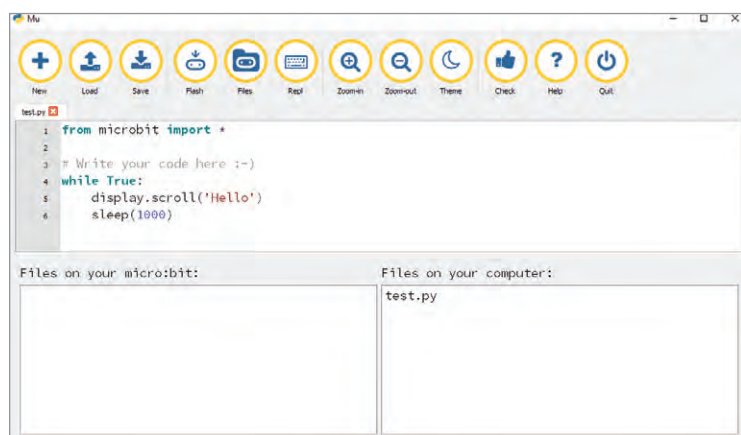 Mu
New Load Save Flash Files Repl Zoom-in Zoom-out Theme Check Help Quit
test.py
1 from microbit import *
2
3 # Write your code here :-)
4 while True:
5 display.scroll('Hello')
6 sleep(1000)
Files on your micro:bit: Files on your computer:
test.py